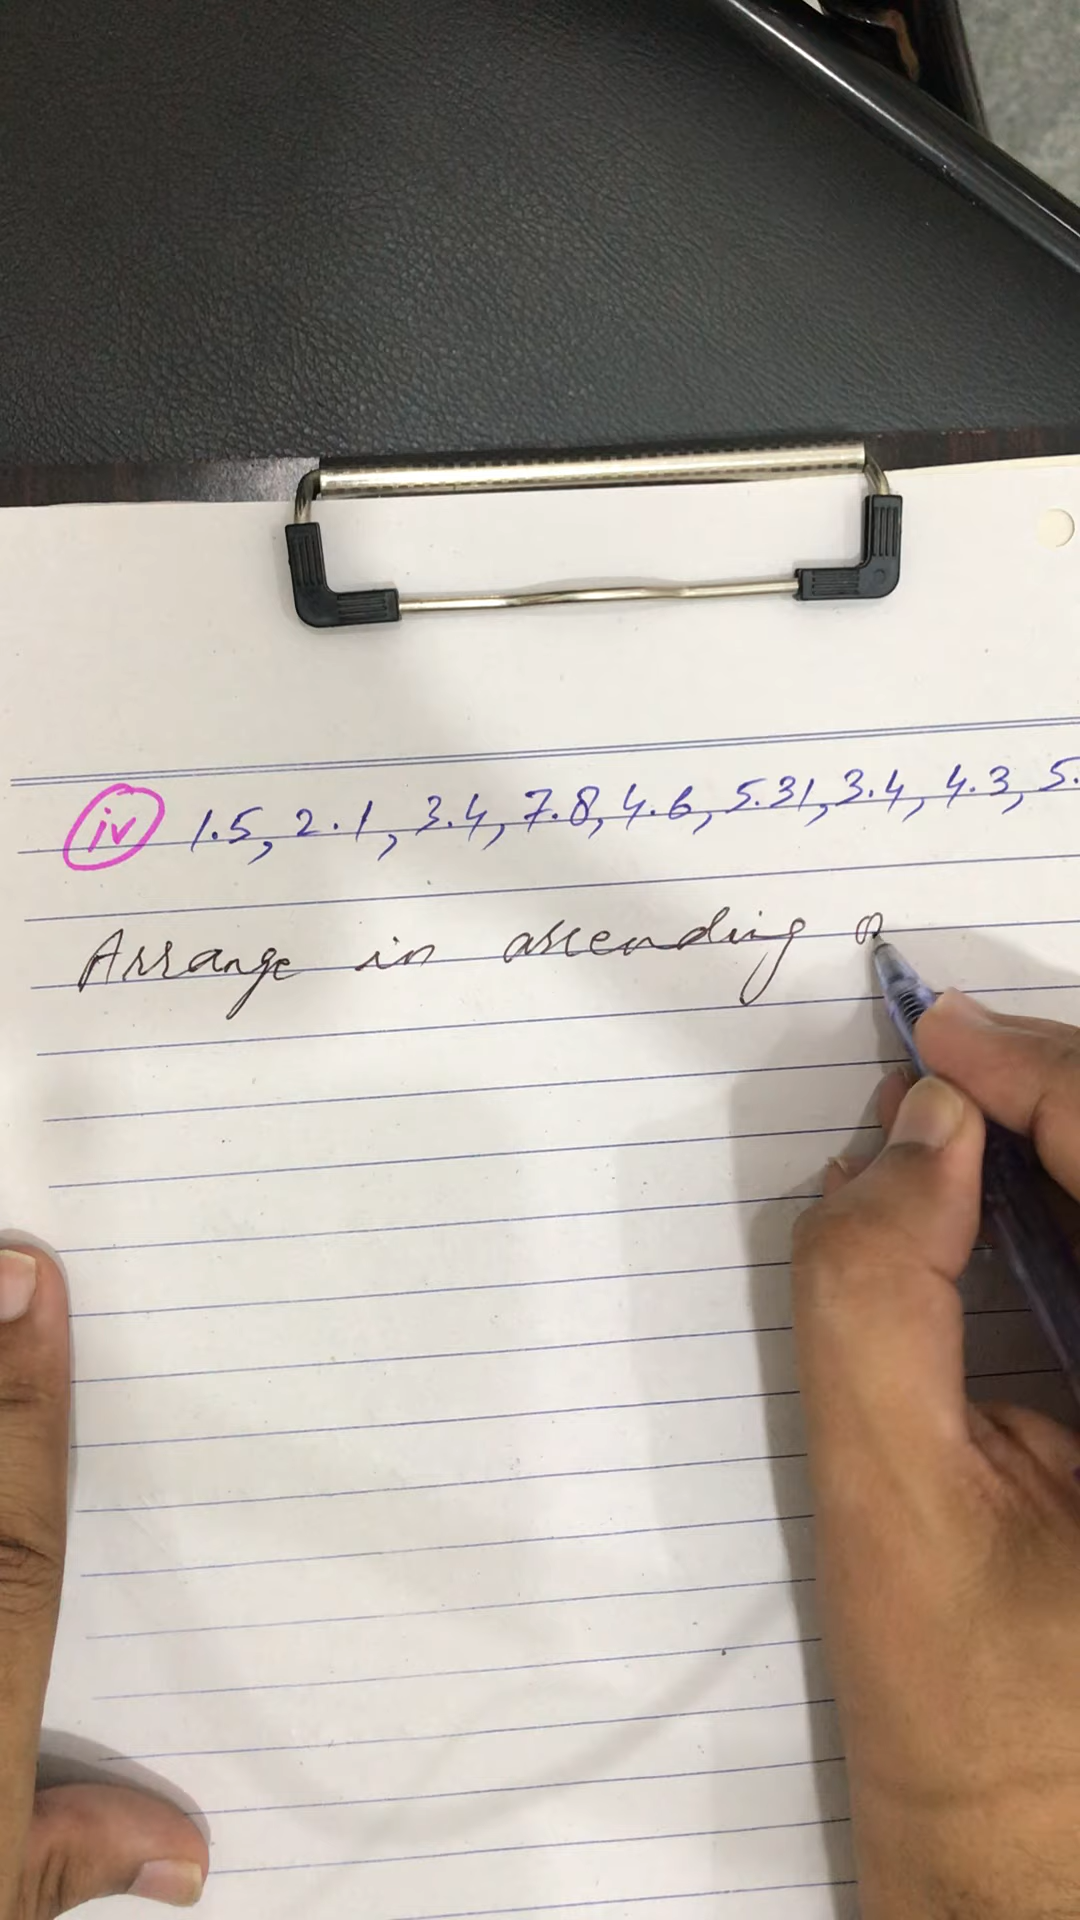 iv 1.5, 2.1, 3.4, 7.8, 4.6, 5.31, 3.4, 4.3, 5.
Arrange in ascending o